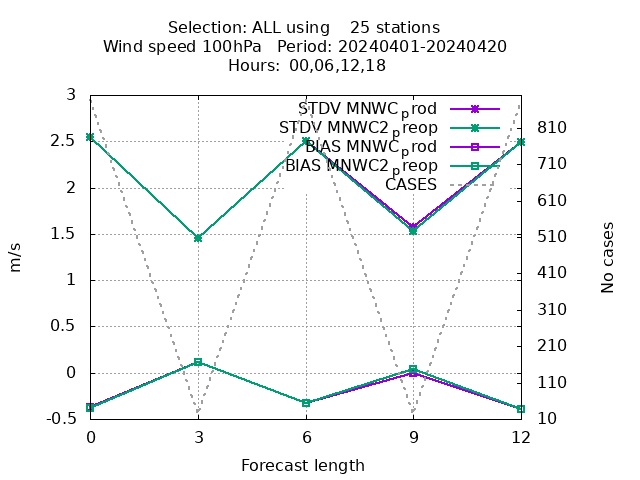 Selection: ALL using    25 stations
Wind speed 100hPa   Period: 20240401-20240420
Hours: 00,06,12,18
STDV MNWC_prod
STDV MNWC2_preop
BIAS MNWC_prod
BIAS MNWC2_preop
CASES
3
2.5
2
1.5
1
0.5
0
-0.5
m/s
810
710
610
510
410
310
210
110
10
No cases
0 3 6 9 12
Forecast length